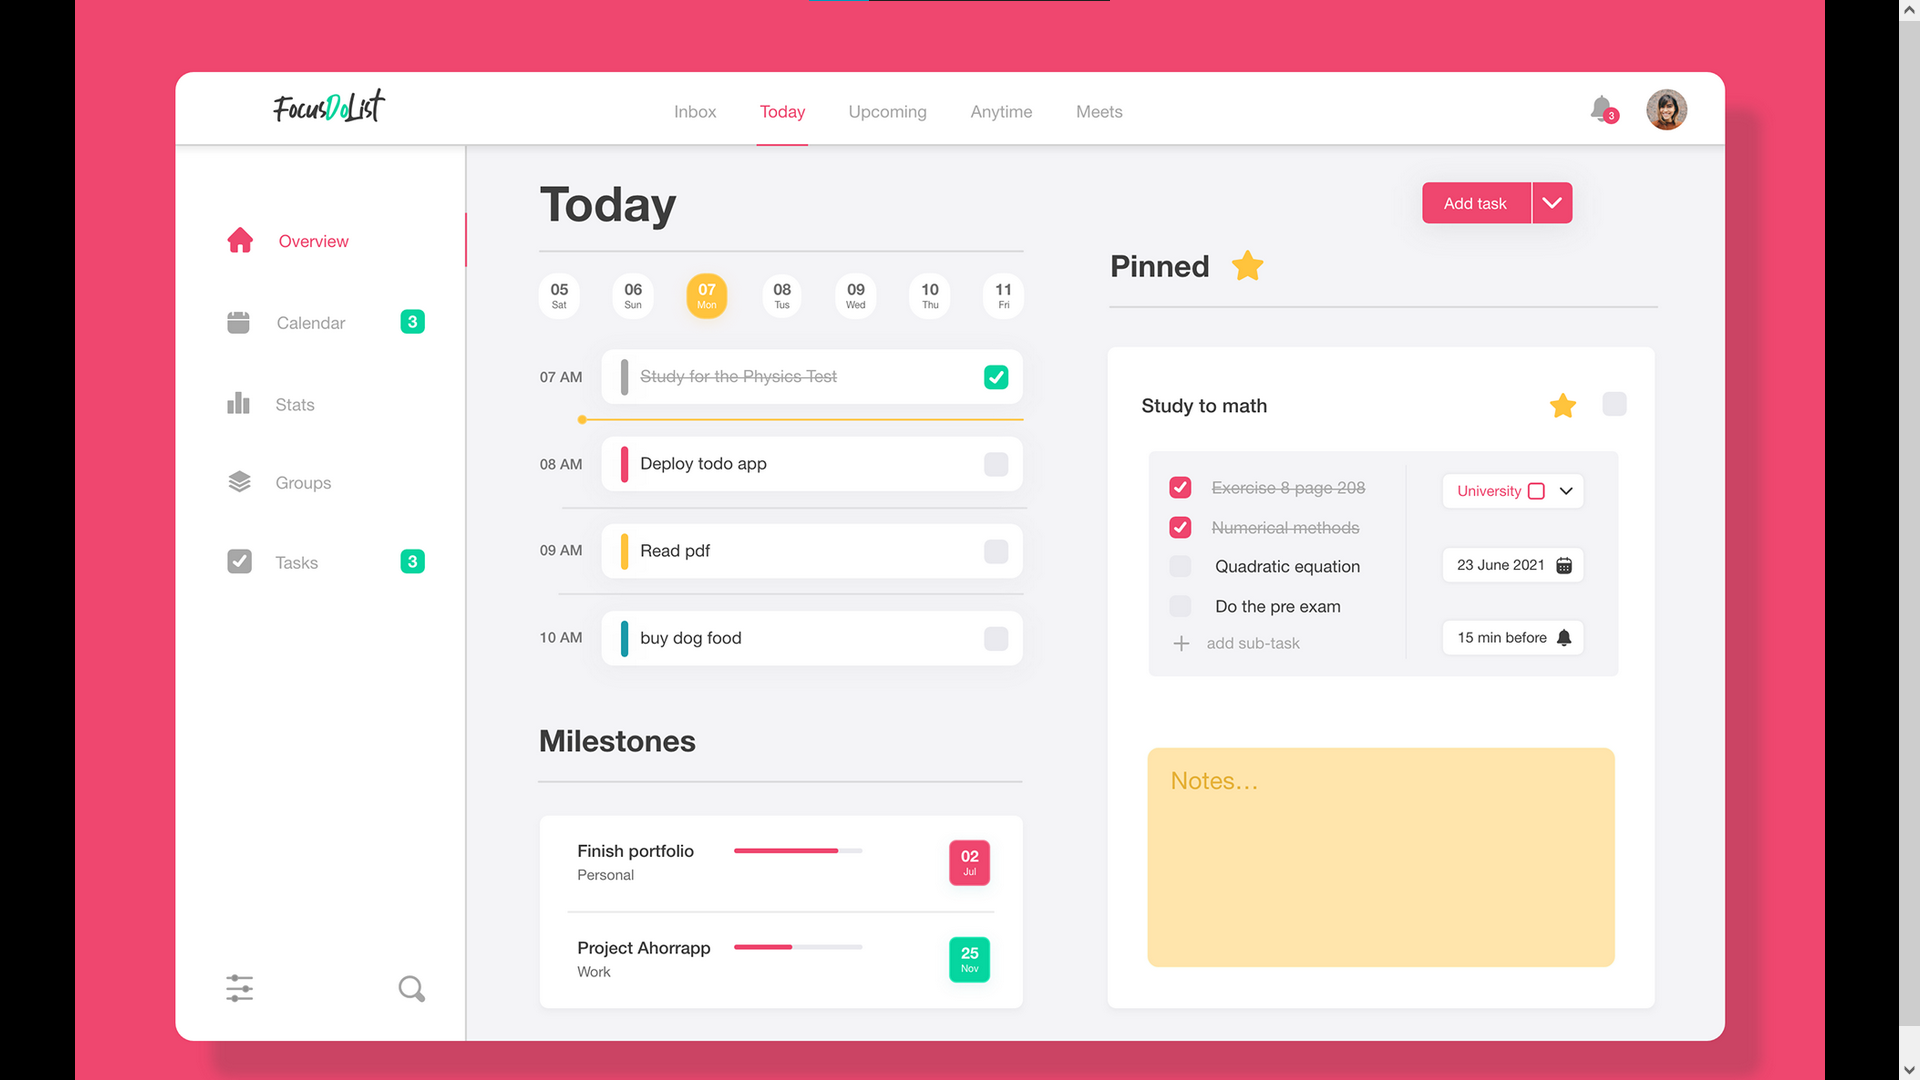 FocusDoList
Inbox
Today
Upcoming
Anytime
Meets
3
Overview
Calendar
3
Stats
Groups
Tasks
3
Today
05
Sat
06
Sun
07
Mon
08
Tus
09
Wed
10
Thu
11
Fri
07 AM
Study for the Physics Test
08 AM
Deploy todo app
09 AM
Read pdf
10 AM
buy dog food
Milestones
Finish portfolio
Personal
02
Jul
Project Ahorrapp
Work
25
Nov
Add task
Pinned
Study to math
Exercise 8 page 208
Numerical methods
Quadratic equation
Do the pre exam
add sub-task
University
23 June 2021
15 min before
Notes...